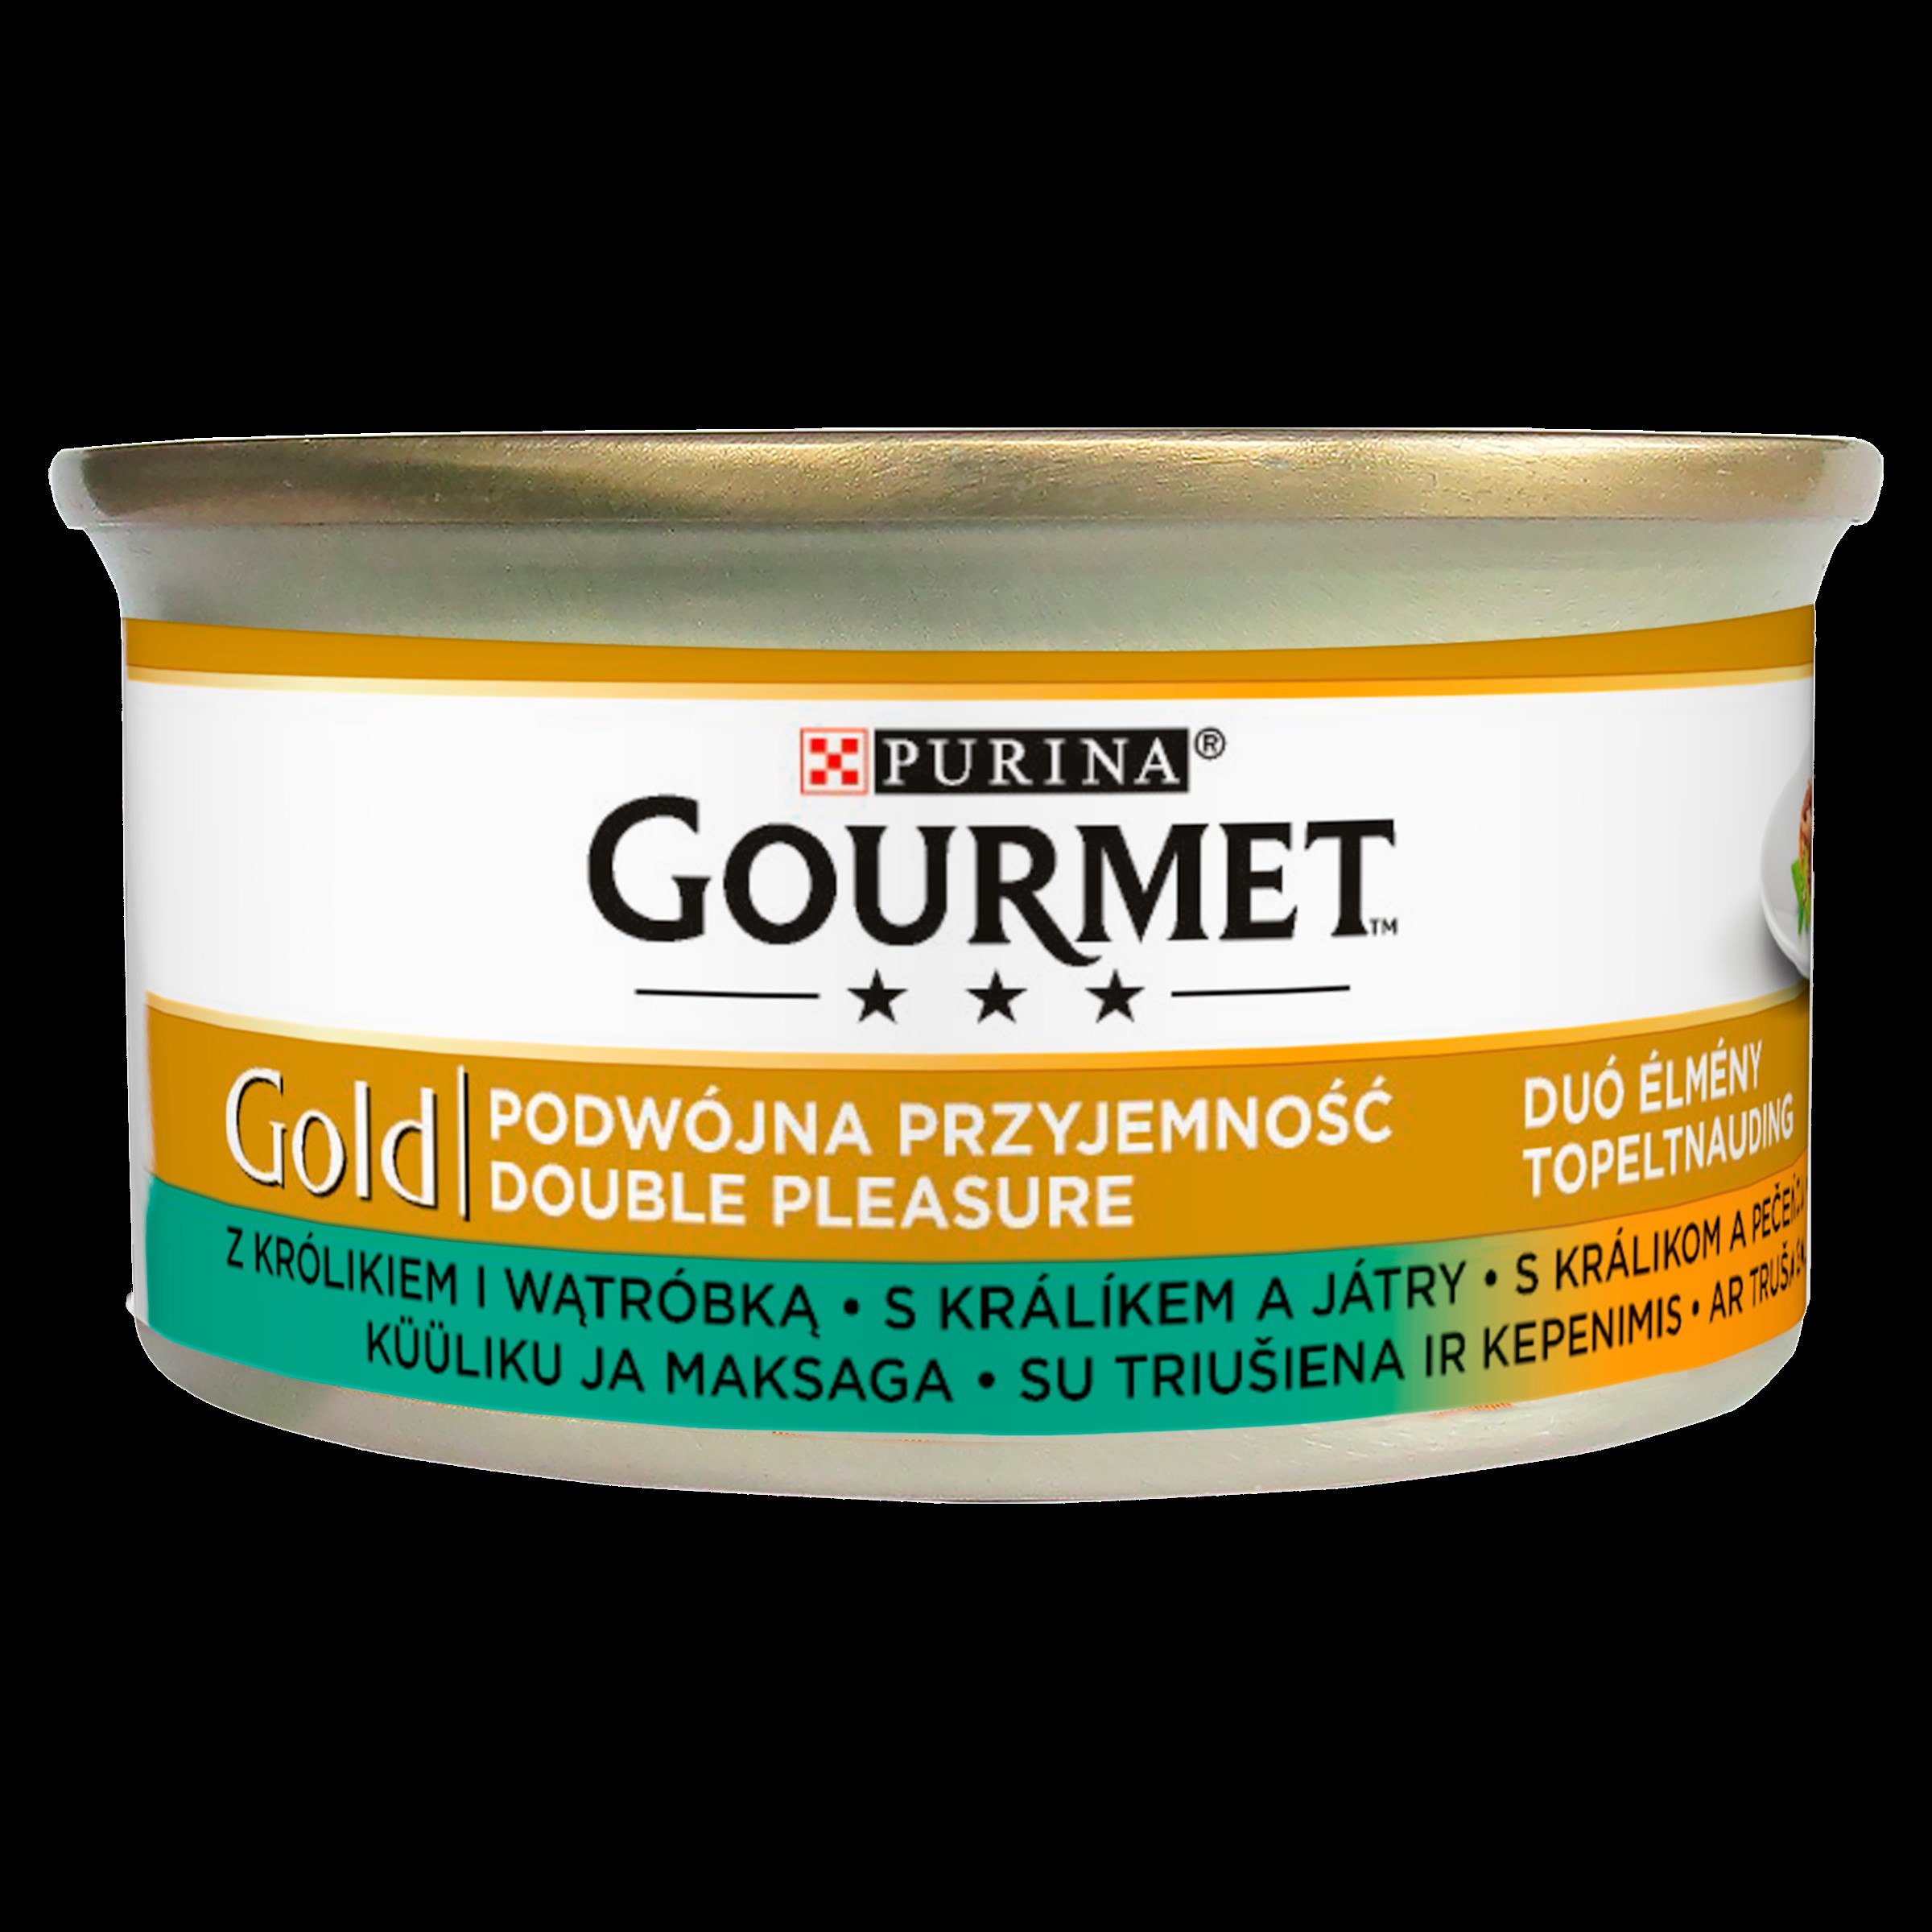 PURINA®
GOURMET™
Gold
PODWÓJNA PRZYJEMNOŚĆ
DOUBLE PLEASURE
DUÓ ÉLMÉNY
TOPELTNAUDING
Z KRÓLIKIEM I WĄTRÓBKĄ • S KRÁLÍKEM A JÁTRY • S KRÁLIKOM A
KÜÜLIKU JA MAKSAGA • SU TRIUŠIENA IR KEPENIMIS • AR